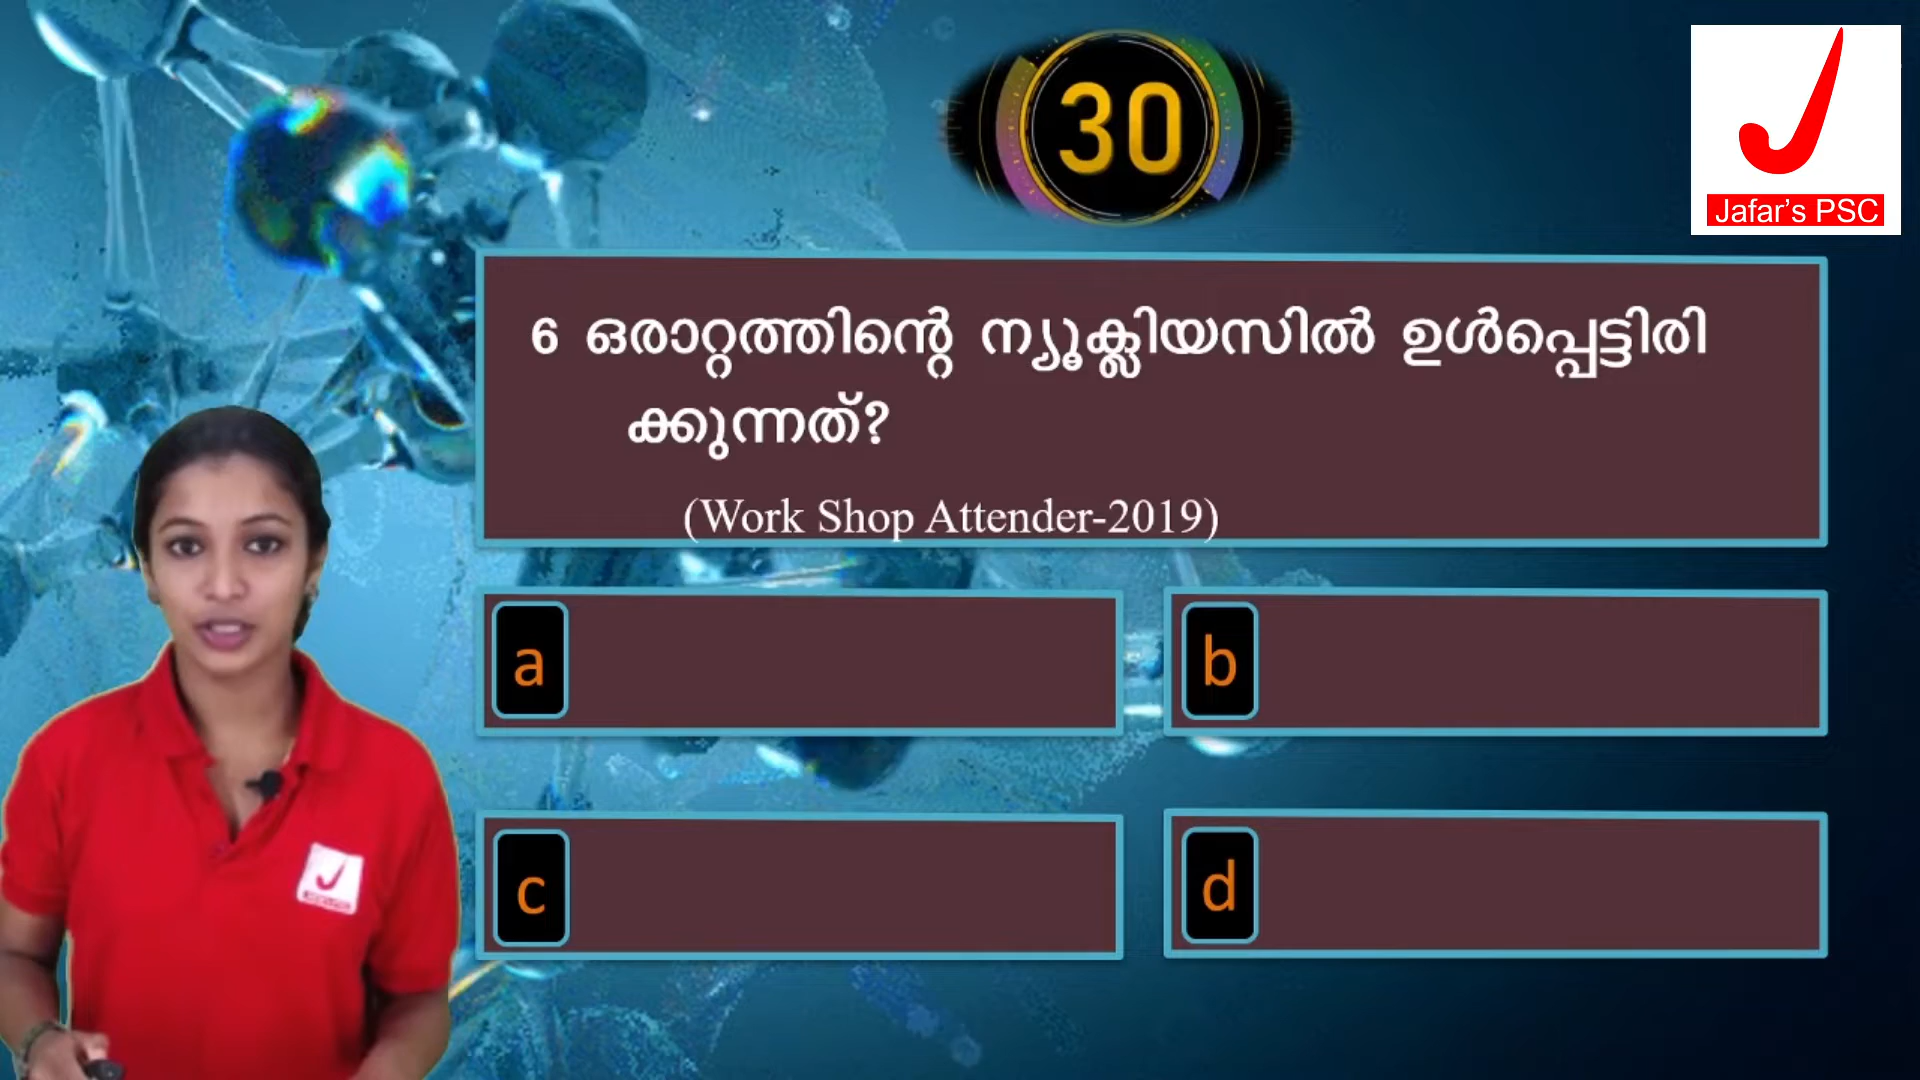 30
Jafar's PSC
6 ഒരാറ്റത്തിന്റെ ന്യൂക്ലിയസിൽ ഉൾപ്പെട്ടിരി
ക്കുന്നത്?
(Work Shop Attender-2019)
a
b
c
d